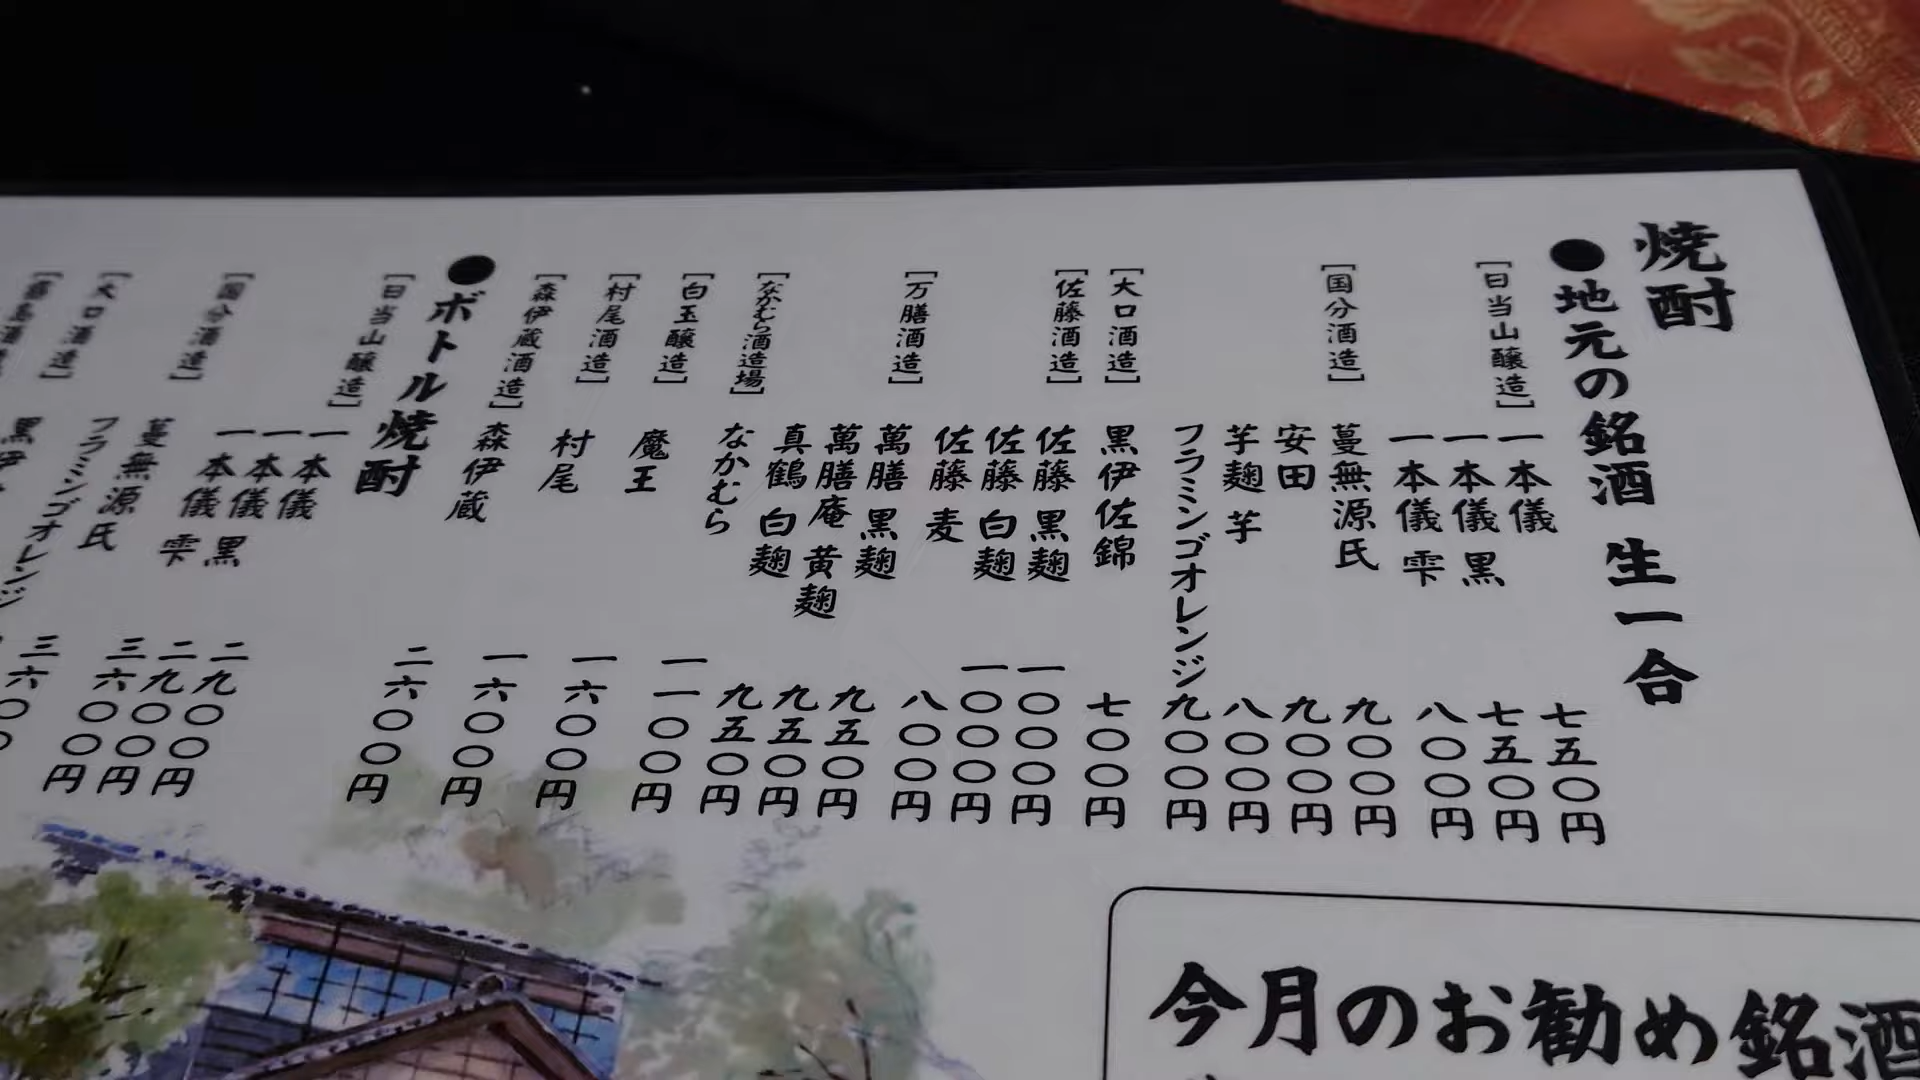 焼酎
●地元の銘酒 生一合
[日当山醸造]
一本儀 七五〇円
一本儀 黒 七五〇円
一本儀 雫 八〇〇円
[国分酒造]
蔓無源氏 九〇〇円
安田 九〇〇円
芋麹 芋 八〇〇円
フラミンゴオレンジ 九〇〇円
[大口酒造]
黒伊佐錦 七〇〇円
[佐藤酒造]
佐藤 黒麹 一〇〇〇円
佐藤 白麹 一〇〇〇円
佐藤 麦 八〇〇円
[万膳酒造]
萬膳 黒麹 九五〇円
萬膳庵 黄麹 九五〇円
真鶴 白麹 九五〇円
[なかむら酒造場]
なかむら 一一〇〇円
[白玉醸造]
魔王 一六〇〇円
[村尾酒造]
村尾 一六〇〇円
[森伊蔵酒造]
森伊蔵 二六〇〇円
●ボトル焼酎
[日当山醸造]
一本儀 二九〇〇円
一本儀 黒 二九〇〇円
一本儀 雫 三六〇〇円
[国分酒造]
蔓無源氏 三六〇〇
フラミンゴオレンジ
[大口酒造]
黒伊
[霧島酒造]
今月のお勧め銘酒